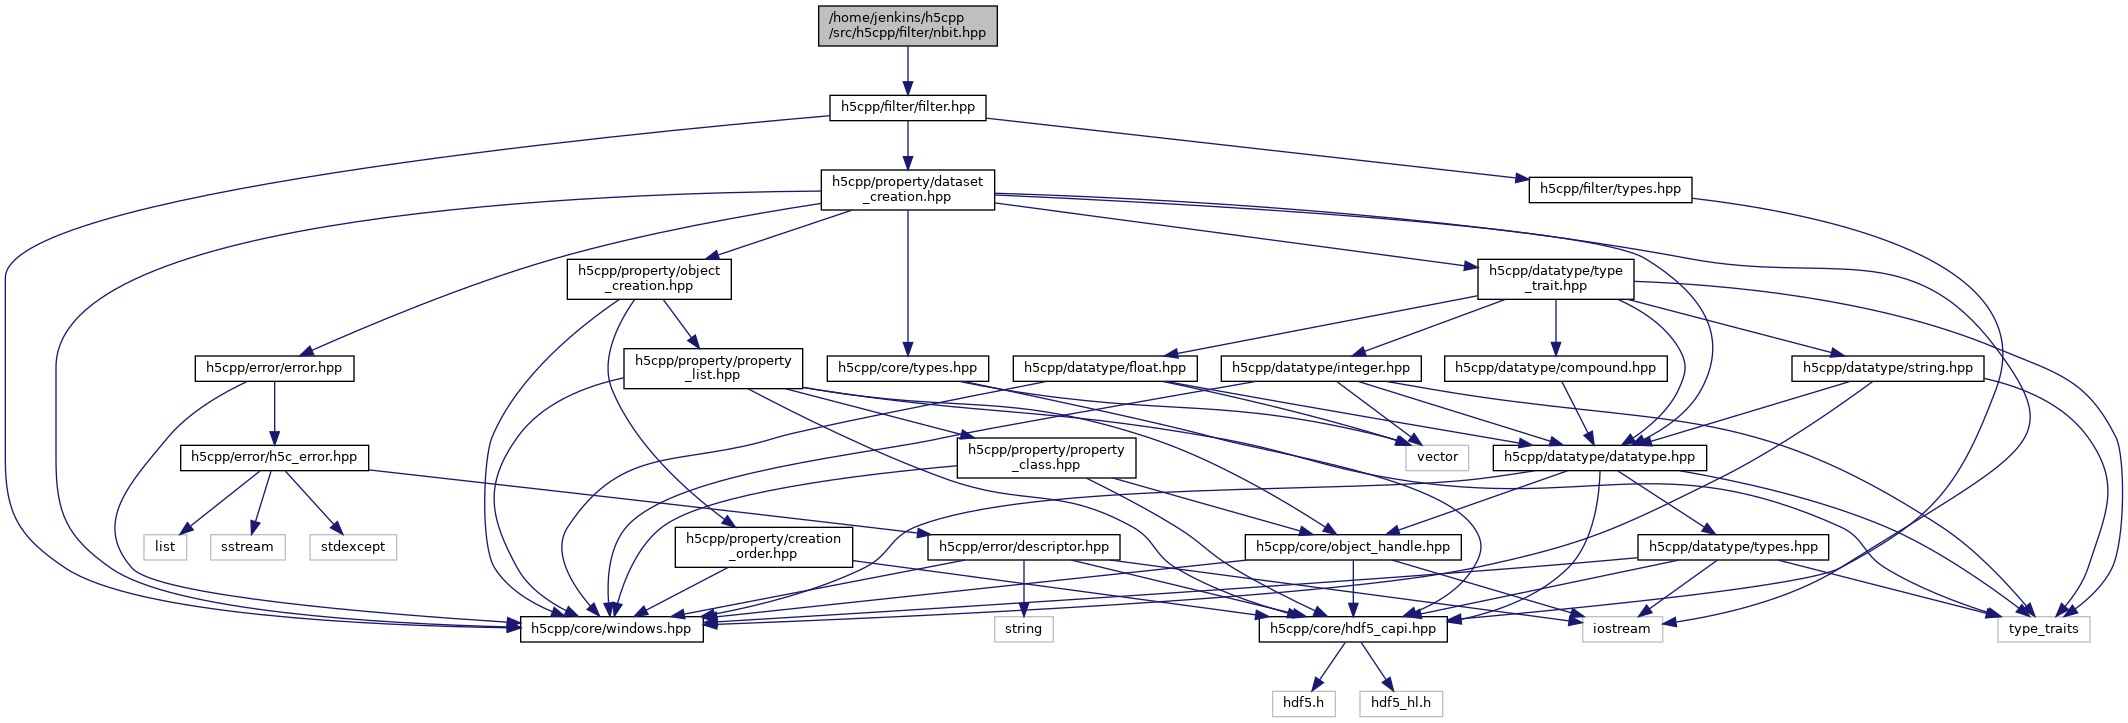 /home/jenkins/h5cpp
/src/h5cpp/filter/nbit.hpp
h5cpp/filter/filter.hpp
h5cpp/property/dataset
_creation.hpp
h5cpp/filter/types.hpp
h5cpp/property/object
_creation.hpp
h5cpp/datatype/type
_trait.hpp
h5cpp/error/error.hpp
h5cpp/property/property
_list.hpp
h5cpp/core/types.hpp
h5cpp/datatype/float.hpp
h5cpp/datatype/integer.hpp
h5cpp/datatype/compound.hpp
h5cpp/datatype/string.hpp
h5cpp/error/h5c_error.hpp
h5cpp/property/property
_class.hpp
vector
h5cpp/datatype/datatype.hpp
list
sstream
stdexcept
h5cpp/property/creation
_order.hpp
h5cpp/error/descriptor.hpp
h5cpp/core/object_handle.hpp
h5cpp/datatype/types.hpp
h5cpp/core/windows.hpp
string
h5cpp/core/hdf5_capi.hpp
iostream
type_traits
hdf5.h
hdf5_hl.h